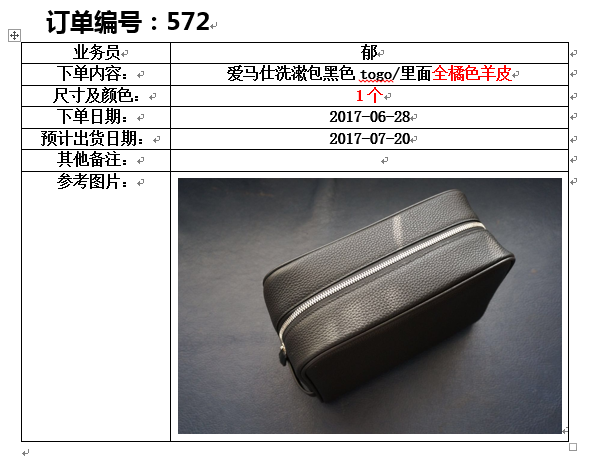 订单编号：572
业务员 郁
下单内容： 爱马仕洗漱包黑色 togo/里面全橘色羊皮
尺寸及颜色： 1 个
下单日期： 2017-06-28
预计出货日期： 2017-07-20
其他备注：
参考图片：